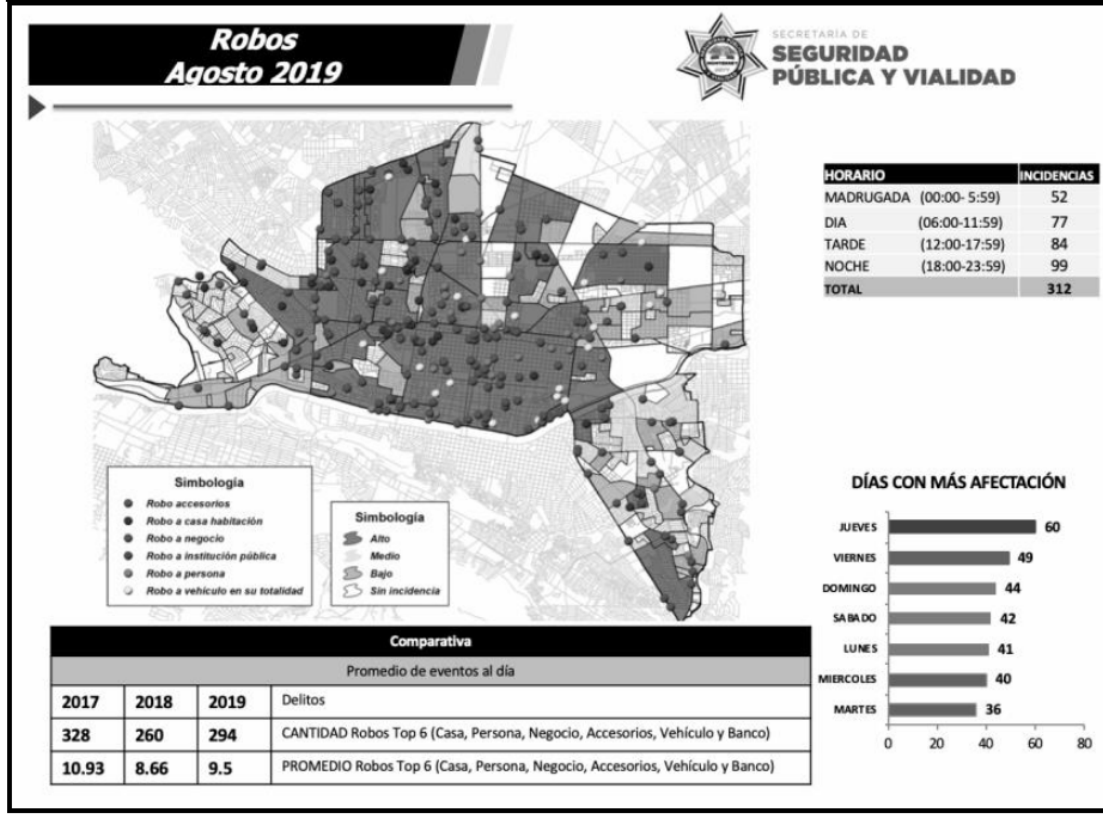 Robos
Agosto 2019
SECRETARÍA DE
SEGURIDAD
PÚBLICA Y VIALIDAD
MONTERREY
HORARIO INCIDENCIAS
MADRUGADA (00:00- 5:59) 52
DIA (06:00-11:59) 77
TARDE (12:00-17:59) 84
NOCHE (18:00-23:59) 99
TOTAL 312
Simbología
Robo accesorios
Robo a casa habitación
Robo a negocio
Robo a institución pública
Robo a persona
Robo a vehículo en su totalidad
Simbología
Alto
Medio
Bajo
Sin incidencia
DÍAS CON MÁS AFECTACIÓN
JUEVES 60
VIERNES 49
DOMINGO 44
SABADO 42
LUNES 41
MIERCOLES 40
MARTES 36
0 20 40 60 80
Comparativa
Promedio de eventos al día
2017 2018 2019 Delitos
328 260 294 CANTIDAD Robos Top 6 (Casa, Persona, Negocio, Accesorios, Vehículo y Banco)
10.93 8.66 9.5 PROMEDIO Robos Top 6 (Casa, Persona, Negocio, Accesorios, Vehículo y Banco)